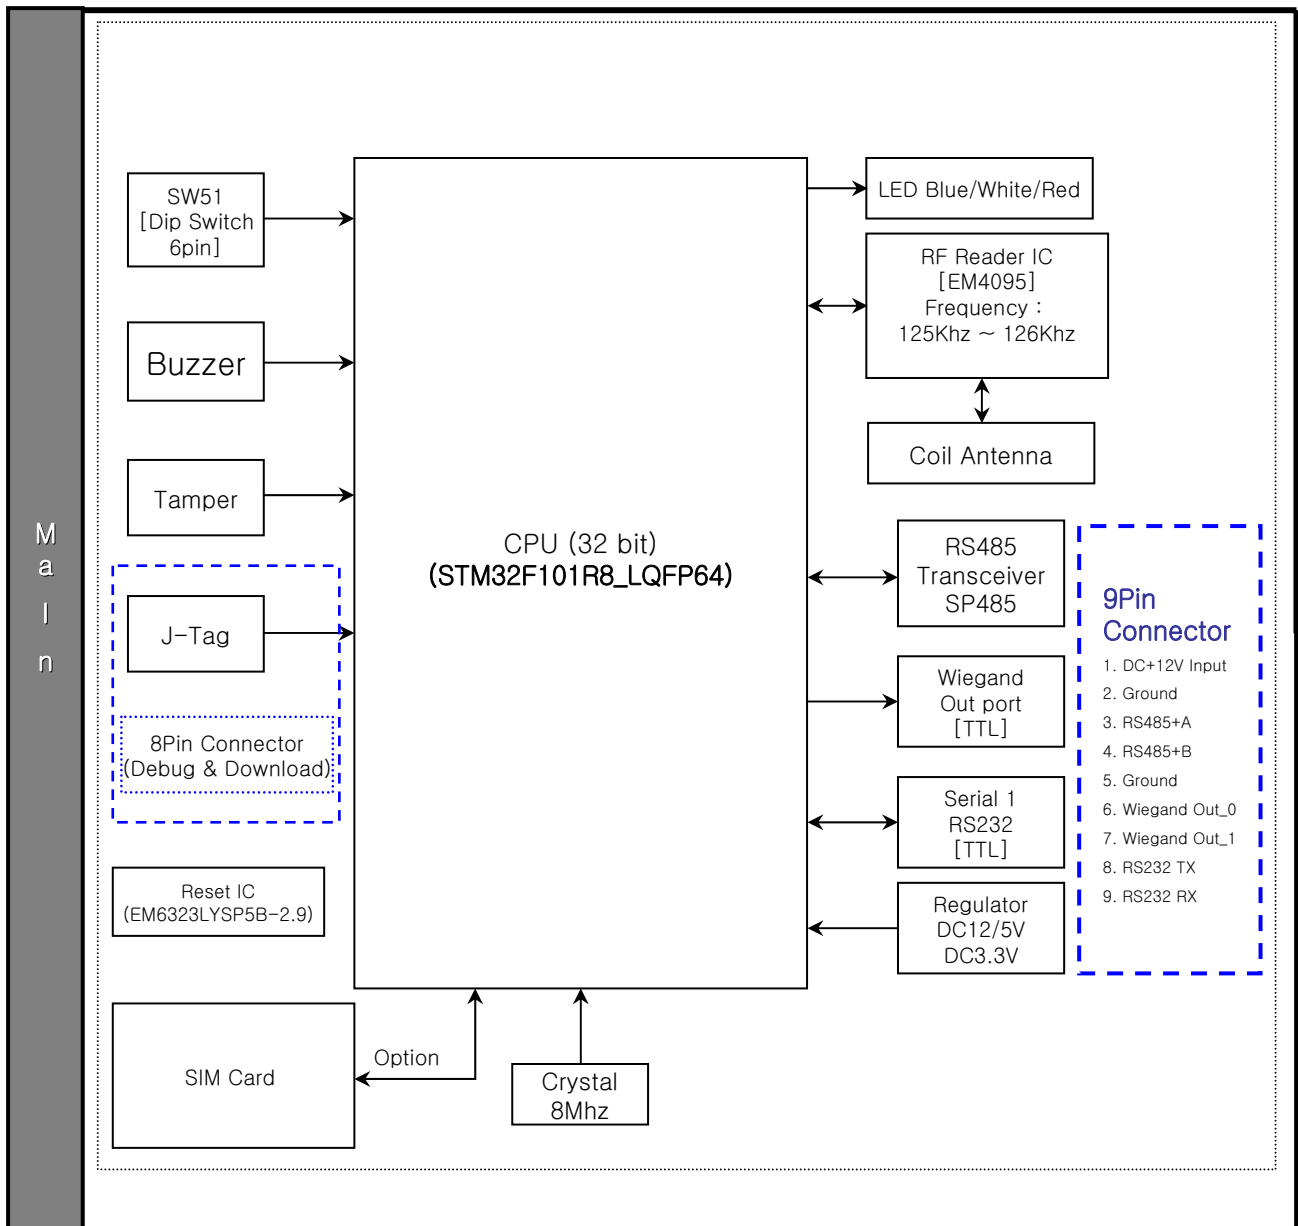 M
a
I
n
SW51
[Dip Switch
6pin]
Buzzer
Tamper
J-Tag
8Pin Connector
(Debug & Download)
Reset IC
(EM6323LYSP5B-2.9)
SIM Card
Option
Crystal
8Mhz
CPU (32 bit)
(STM32F101R8_LQFP64)
LED Blue/White/Red
RF Reader IC
[EM4095]
Frequency :
125Khz ~ 126Khz
Coil Antenna
RS485
Transceiver
SP485
Wiegand
Out port
[TTL]
Serial 1
RS232
[TTL]
Regulator
DC12/5V
DC3.3V
9Pin
Connector
1. DC+12V Input
2. Ground
3. RS485+A
4. RS485+B
5. Ground
6. Wiegand Out_0
7. Wiegand Out_1
8. RS232 TX
9. RS232 RX